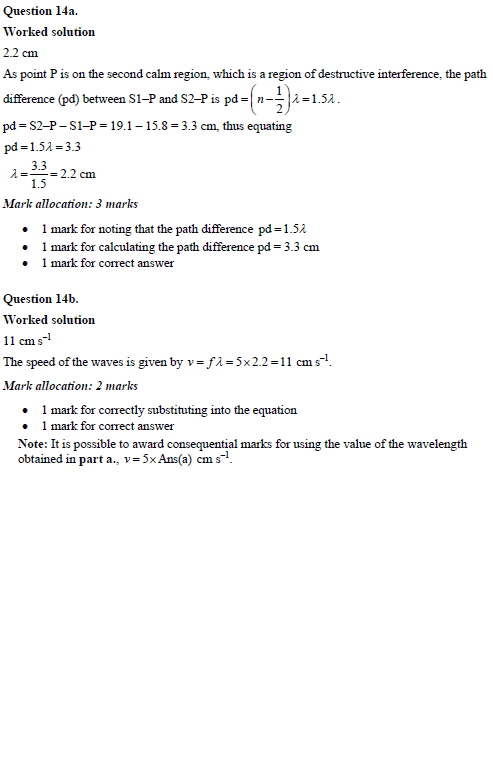 Question 14a.
Worked solution
2.2 cm
As point P is on the second calm region, which is a region of destructive interference, the path
difference (pd) between S1–P and S2–P is pd = (n − 1/2)λ = 1.5λ.
pd = S2–P – S1–P = 19.1 – 15.8 = 3.3 cm, thus equating
pd = 1.5λ = 3.3
λ = 3.3/1.5 = 2.2 cm
Mark allocation: 3 marks
• 1 mark for noting that the path difference pd = 1.5λ
• 1 mark for calculating the path difference pd = 3.3 cm
• 1 mark for correct answer
Question 14b.
Worked solution
11 cm s⁻¹
The speed of the waves is given by v = fλ = 5×2.2 = 11 cm s⁻¹.
Mark allocation: 2 marks
• 1 mark for correctly substituting into the equation
• 1 mark for correct answer
Note: It is possible to award consequential marks for using the value of the wavelength
obtained in part a., v = 5×Ans(a) cm s⁻¹.